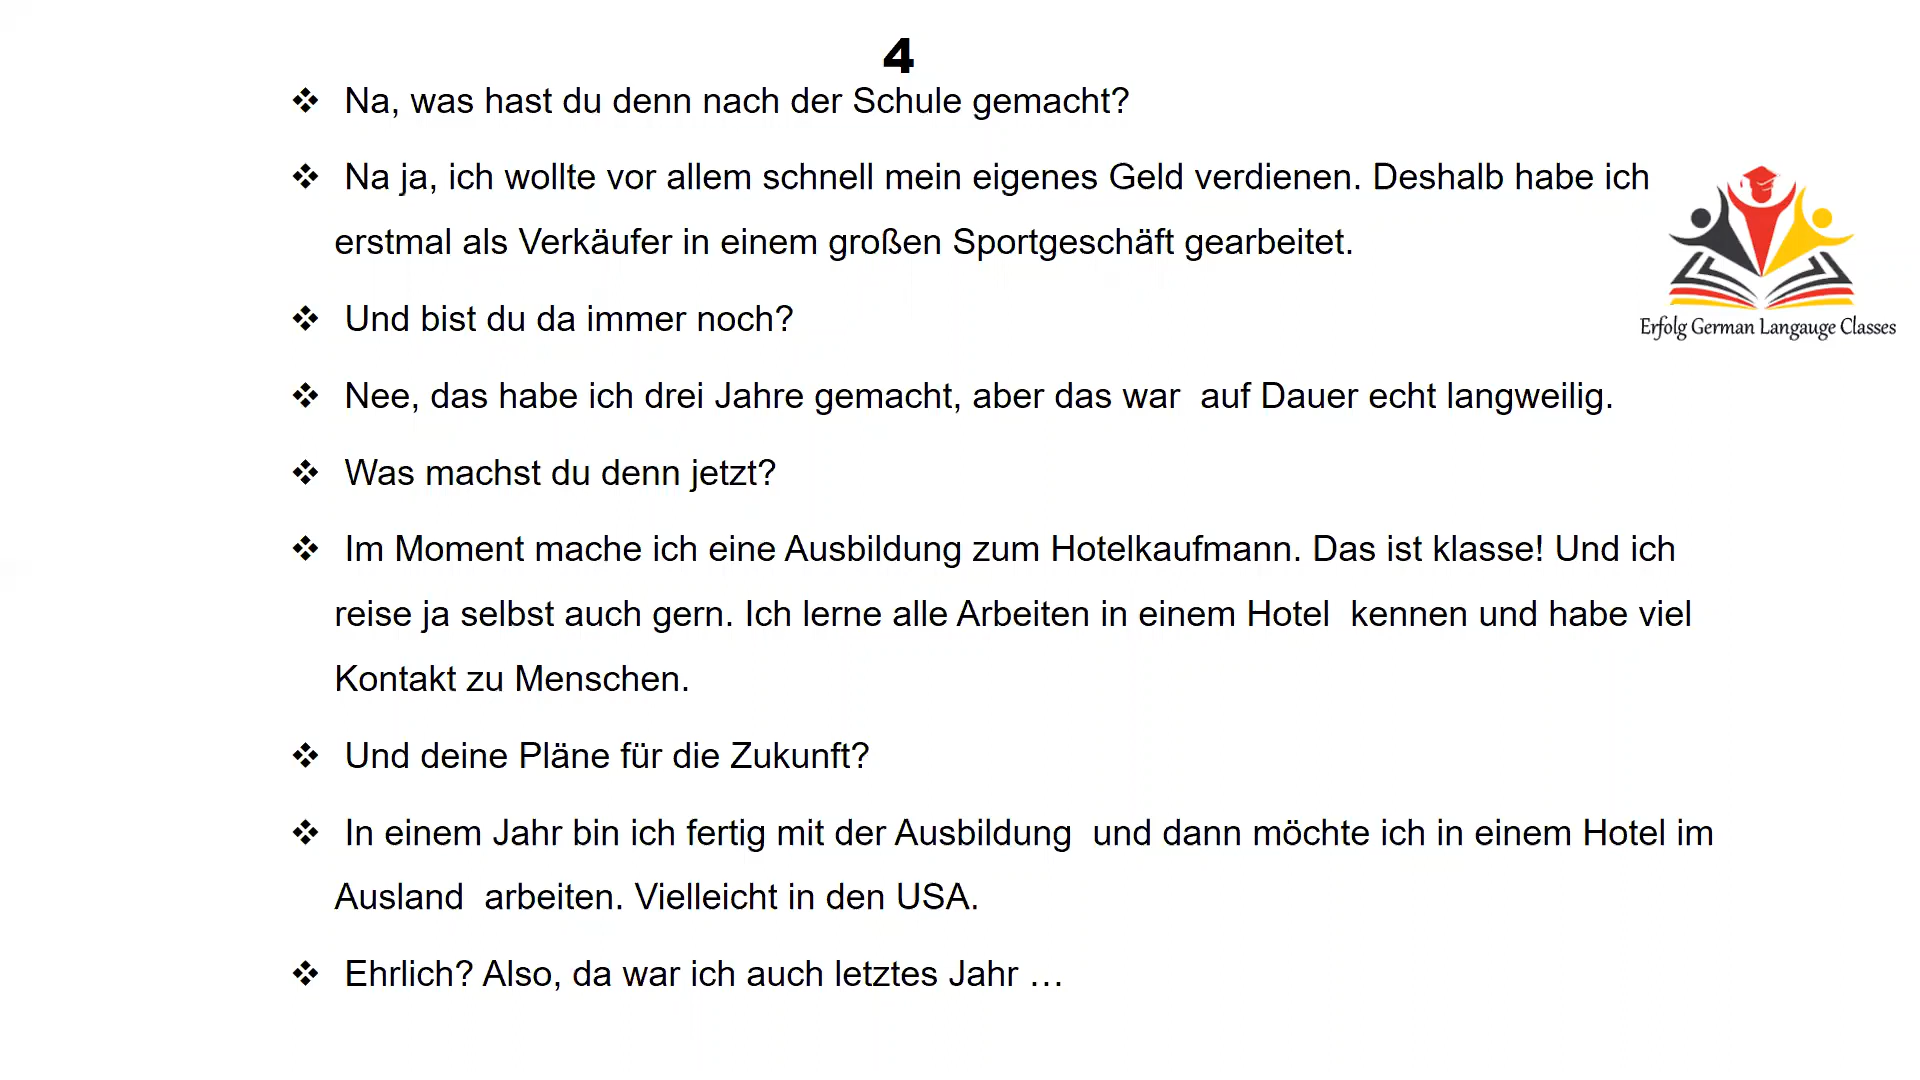 4
❖ Na, was hast du denn nach der Schule gemacht?
❖ Na ja, ich wollte vor allem schnell mein eigenes Geld verdienen. Deshalb habe ich
erstmal als Verkäufer in einem großen Sportgeschäft gearbeitet.
Erfolg German Langauge Classes
❖ Und bist du da immer noch?
❖ Nee, das habe ich drei Jahre gemacht, aber das war auf Dauer echt langweilig.
❖ Was machst du denn jetzt?
❖ Im Moment mache ich eine Ausbildung zum Hotelkaufmann. Das ist klasse! Und ich
reise ja selbst auch gern. Ich lerne alle Arbeiten in einem Hotel kennen und habe viel
Kontakt zu Menschen.
❖ Und deine Pläne für die Zukunft?
❖ In einem Jahr bin ich fertig mit der Ausbildung und dann möchte ich in einem Hotel im
Ausland arbeiten. Vielleicht in den USA.
❖ Ehrlich? Also, da war ich auch letztes Jahr …